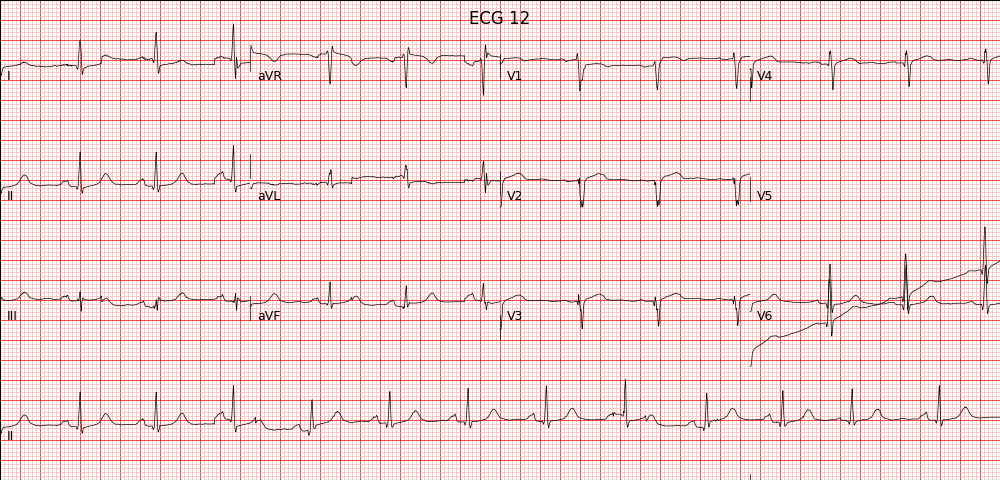 ECG 12
I aVR V1 V4
II aVL V2 V5
III aVF V3 V6
II